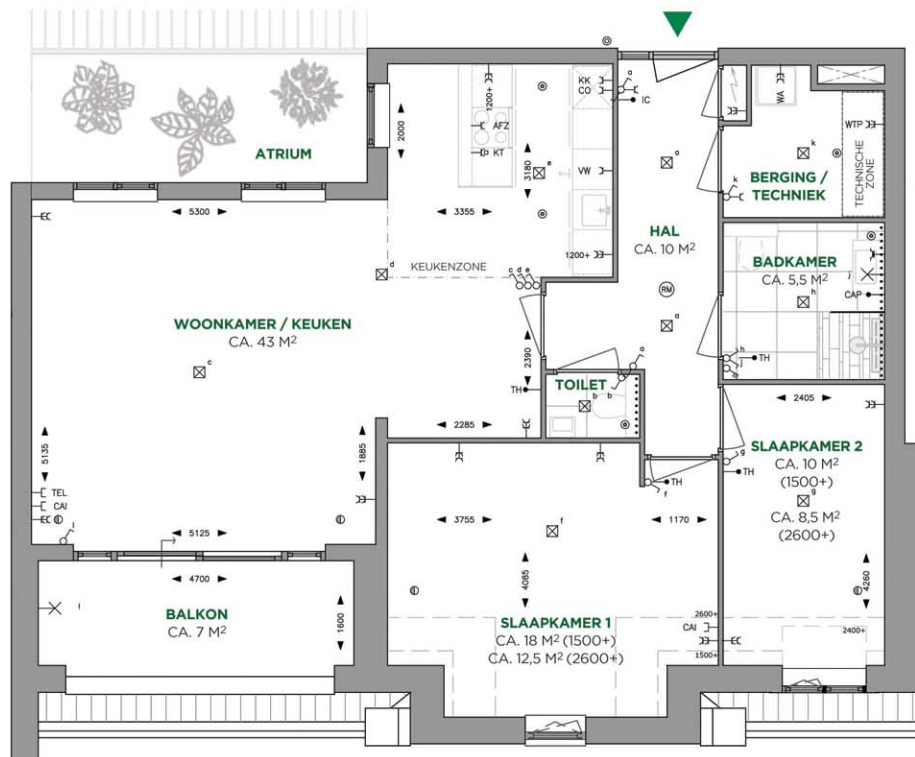 ATRIUM
2000
1200+
AFZ
KT
3180
e
KK
CO
a
IC
VW
1200+
WA
WTP
k
k
TECHNISCHE
ZONE
BERGING /
TECHNIEK
5300
3355
KEUKENZONE
d
c d e
HAL
CA. 10 M²
a
RM
a
BADKAMER
CA. 5,5 M²
h
j
CAP
h
j
TH
WOONKAMER / KEUKEN
CA. 43 M²
c
2390
TH
2285
a
TOILET
b
b
5135
1885
TEL
CAI
l
5125
4700
BALKON
CA. 7 M²
l
1600
3755
f
1170
TH
f
4085
SLAAPKAMER 1
CA. 18 M² (1500+)
CA. 12,5 M² (2600+)
2600+
CAI
1500+
2405
SLAAPKAMER 2
CA. 10 M²
(1500+)
g
CA. 8,5 M²
(2600+)
g
TH
4260
2400+